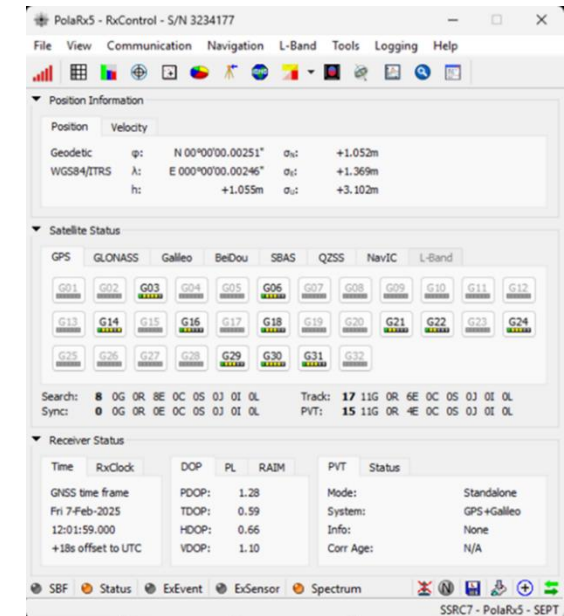 PolaRx5 - RxControl - S/N 3234177
File View Communication Navigation L-Band Tools Logging Help
Position Information
Position Velocity
Geodetic φ: N 00°00'00.00251" σN: +1.052m
WGS84/ITRS λ: E 000°00'00.00246" σE: +1.369m
h: +1.055m σU: +3.102m
Satellite Status
GPS GLONASS Galileo BeiDou SBAS QZSS NavIC L-Band
G01 G02 G03 G04 G05 G06 G07 G08 G09 G10 G11 G12
G13 G14 G15 G16 G17 G18 G19 G20 G21 G22 G23 G24
G25 G26 G27 G28 G29 G30 G31 G32
Search: 8 0G 0R 8E 0C 0S 0J 0I 0L Track: 17 11G 0R 6E 0C 0S 0J 0I 0L
Sync: 0 0G 0R 0E 0C 0S 0J 0I 0L PVT: 15 11G 0R 4E 0C 0S 0J 0I 0L
Receiver Status
Time RxClock DOP PL RAIM PVT Status
GNSS time frame PDOP: 1.28 Mode: Standalone
Fri 7-Feb-2025 TDOP: 0.59 System: GPS+Galileo
12:01:59.000 HDOP: 0.66 Info: None
+18s offset to UTC VDOP: 1.10 Corr Age: N/A
SBF Status ExEvent ExSensor Spectrum
SSRC7 - PolaRx5 - SEPT